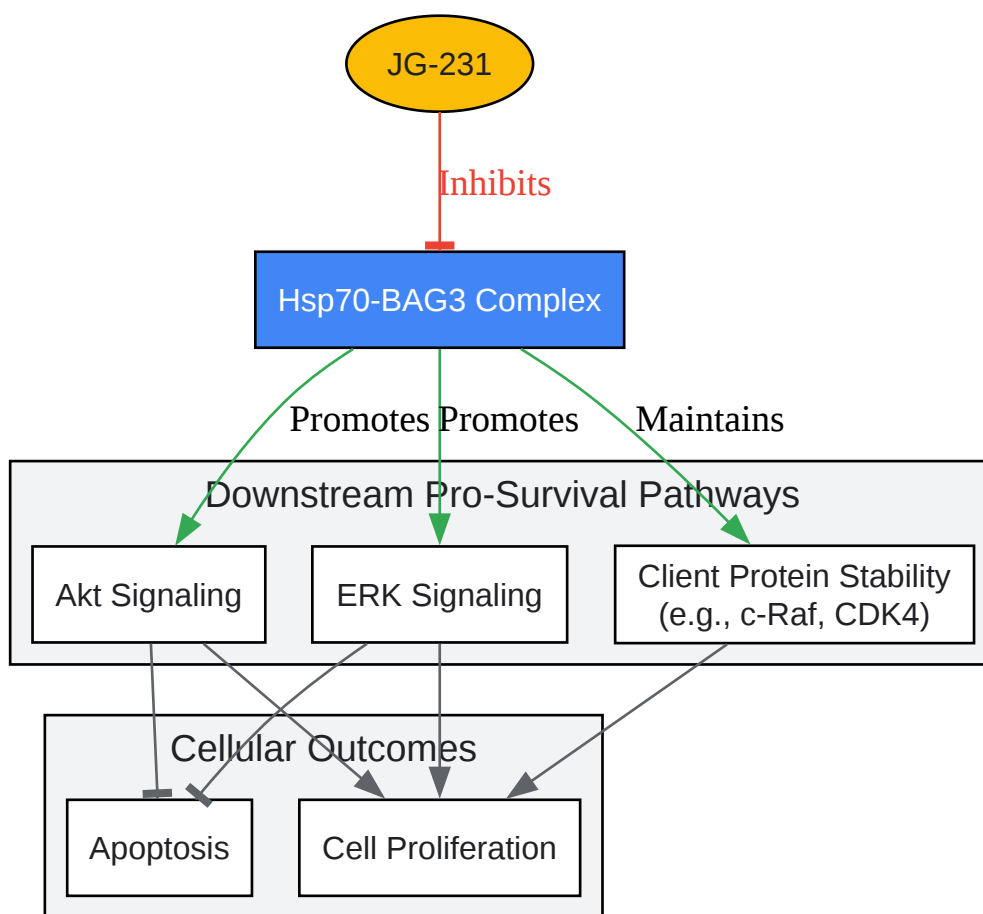 JG-231
Inhibits
Hsp70-BAG3 Complex
Promotes
Promotes
Maintains
Downstream Pro-Survival Pathways
Akt Signaling
ERK Signaling
Client Protein Stability
(e.g., c-Raf, CDK4)
Cellular Outcomes
Apoptosis
Cell Proliferation